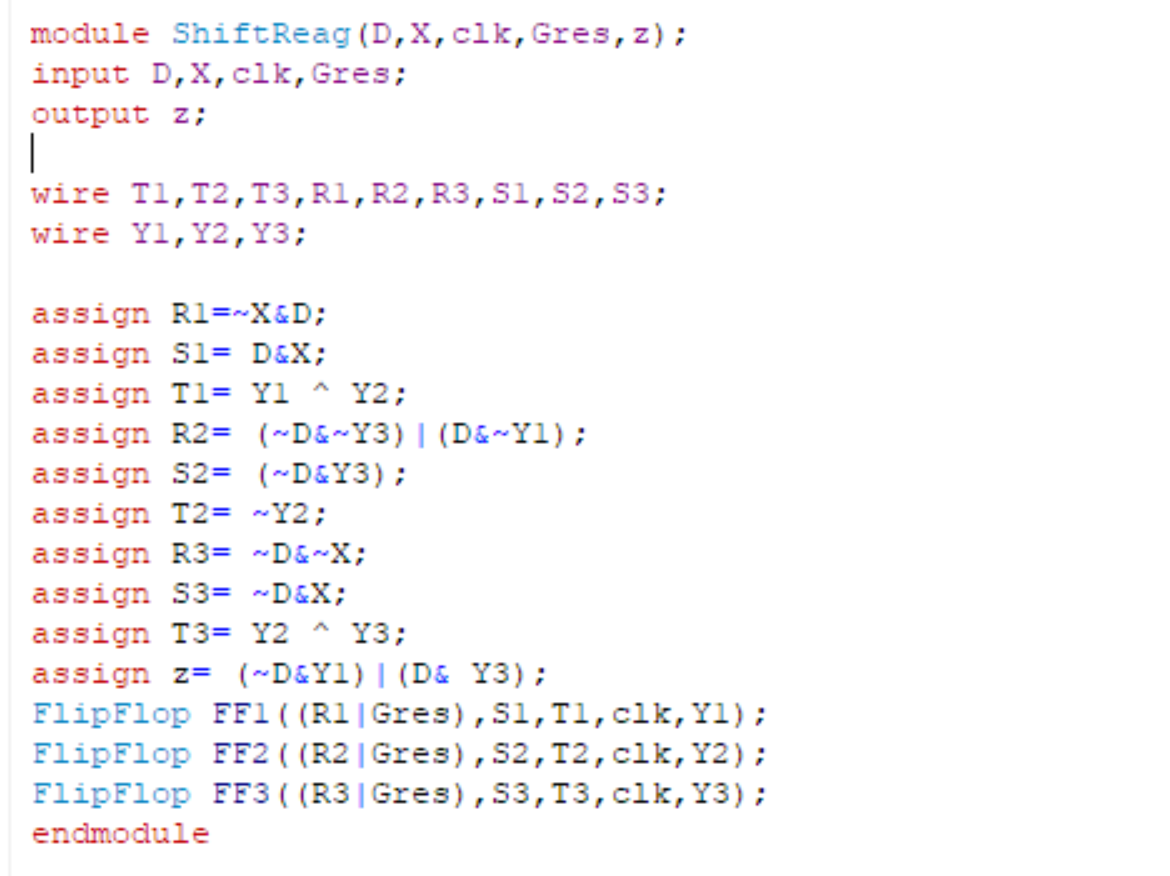 module ShiftReag(D,X,clk,Gres,z);
input D,X,clk,Gres;
output z;
wire T1,T2,T3,R1,R2,R3,S1,S2,S3;
wire Y1,Y2,Y3;
assign R1=~X&D;
assign S1= D&X;
assign T1= Y1 ^ Y2;
assign R2= (~D&~Y3)|(D&~Y1);
assign S2= (~D&Y3);
assign T2= ~Y2;
assign R3= ~D&~X;
assign S3= ~D&X;
assign T3= Y2 ^ Y3;
assign z= (~D&Y1)|(D& Y3);
FlipFlop FF1((R1|Gres),S1,T1,clk,Y1);
FlipFlop FF2((R2|Gres),S2,T2,clk,Y2);
FlipFlop FF3((R3|Gres),S3,T3,clk,Y3);
endmodule